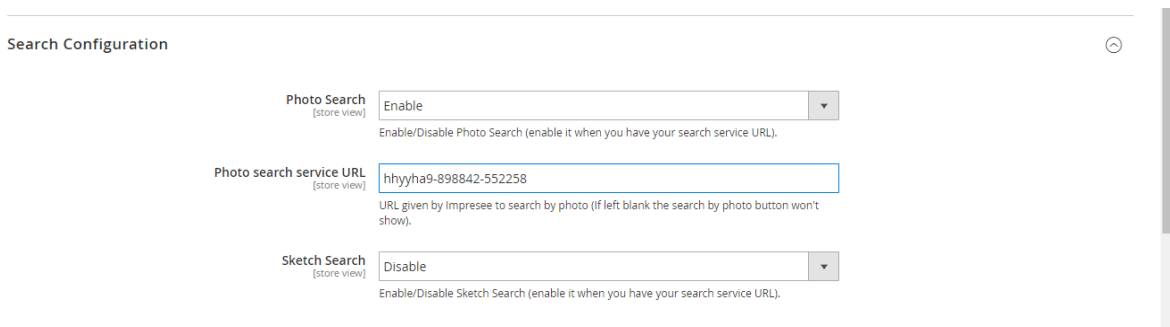 Search Configuration
Photo Search
[store view]
Enable
Enable/Disable Photo Search (enable it when you have your search service URL).
Photo search service URL
[store view]
hhyyha9-898842-552258
URL given by Impresee to search by photo (If left blank the search by photo button won't
show).
Sketch Search
[store view]
Disable
Enable/Disable Sketch Search (enable it when you have your search service URL).